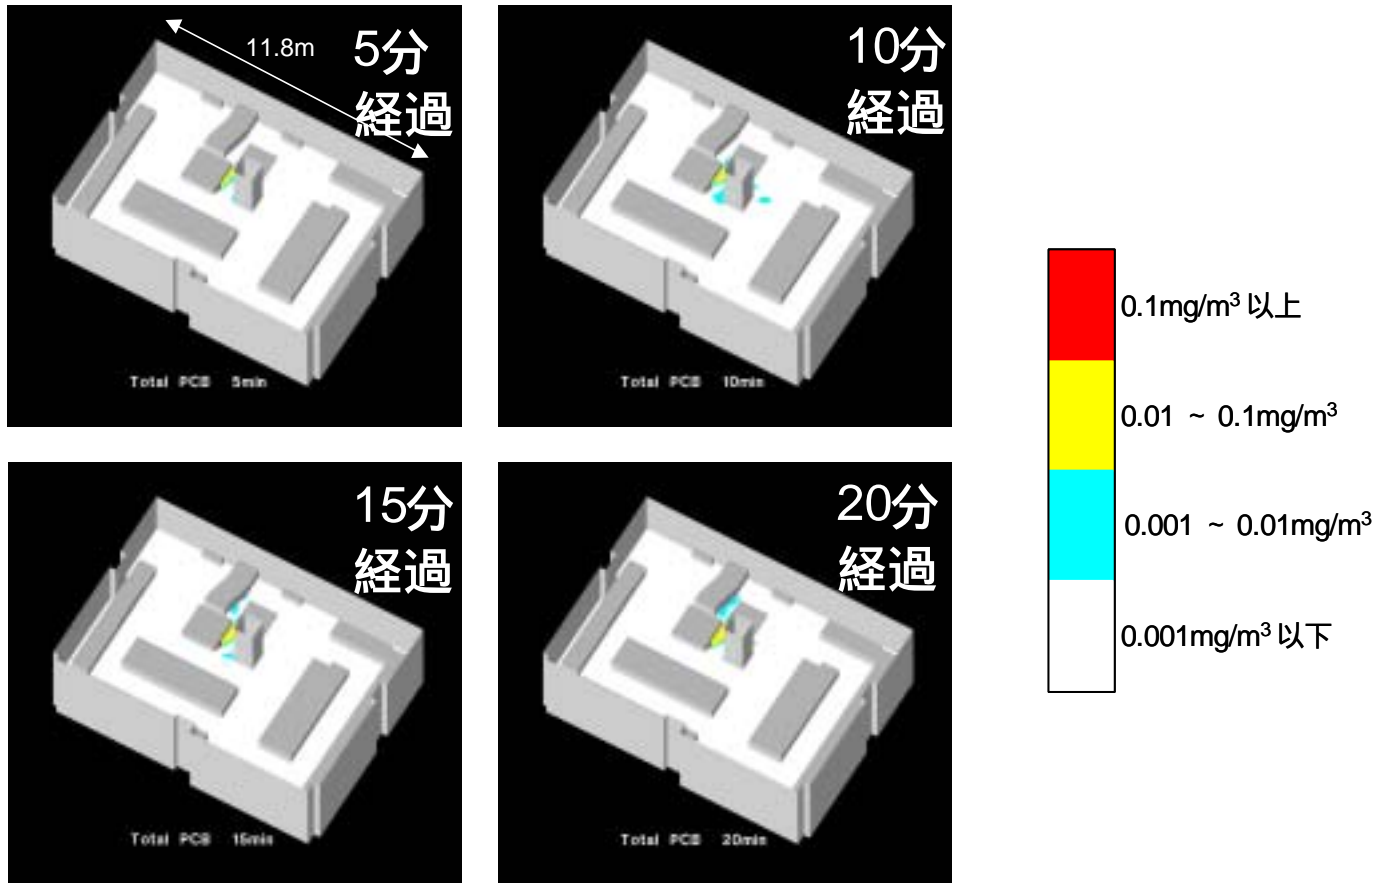 11.8m
5分
経過
Total PCB 5min
10分
経過
Total PCB 10min
15分
経過
Total PCB 15min
20分
経過
Total PCB 20min
0.1mg/m³ 以上
0.01 ~ 0.1mg/m³
0.001 ~ 0.01mg/m³
0.001mg/m³ 以下